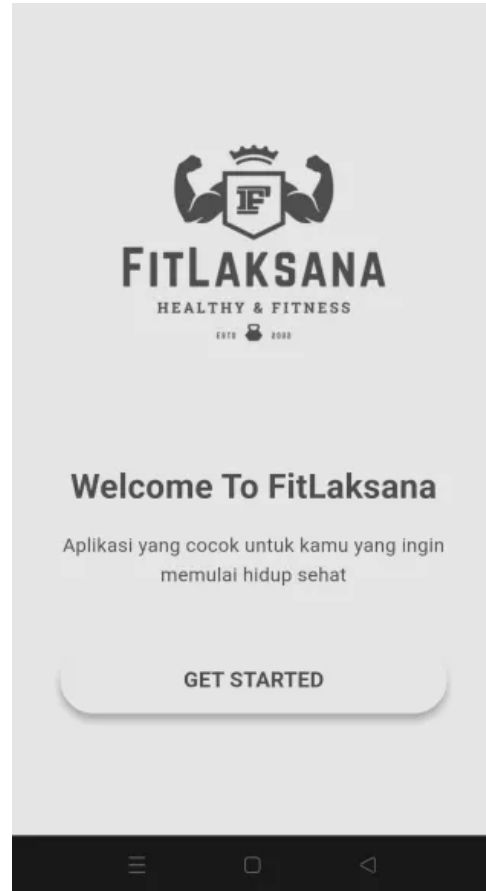 F
FITLAKSANA
HEALTHY & FITNESS
Welcome To FitLaksana
Aplikasi yang cocok untuk kamu yang ingin
memulai hidup sehat
GET STARTED